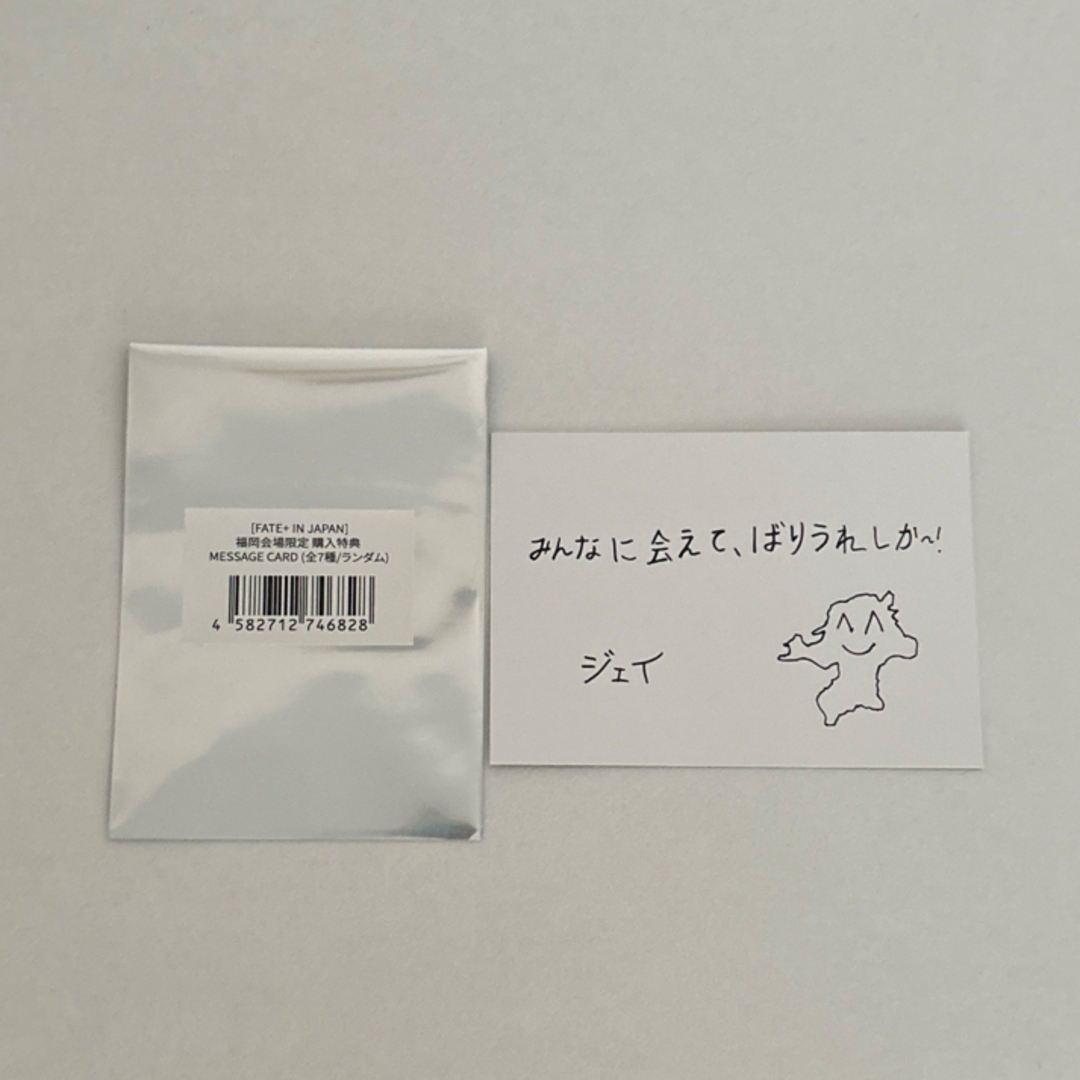 [FATE+ IN JAPAN]
福岡会場限定 購入特典
MESSAGE CARD (全7種/ランダム)
4 582712 746828
みんなに会えて、ばりうれしか~!
ジェイ